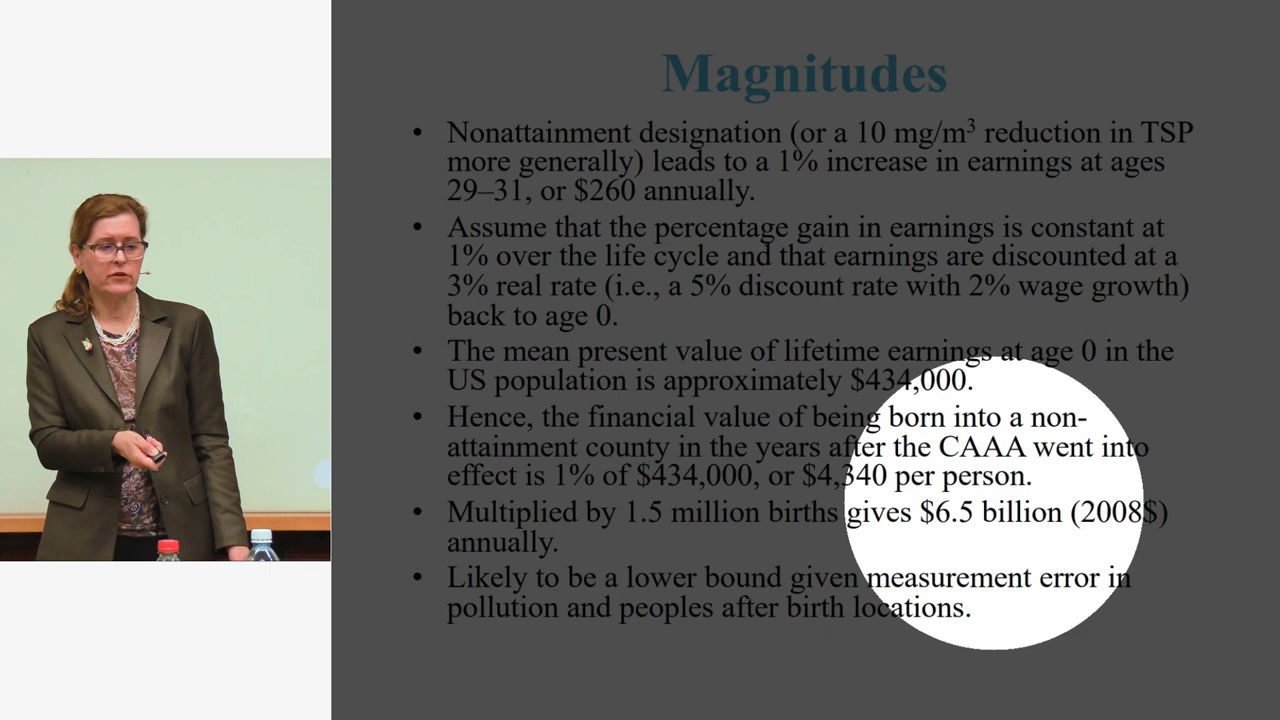 Magnitudes
• Nonattainment designation (or a 10 mg/m³ reduction in TSP
more generally) leads to a 1% increase in earnings at ages
29–31, or $260 annually.
• Assume that the percentage gain in earnings is constant at
1% over the life cycle and that earnings are discounted at a
3% real rate (i.e., a 5% discount rate with 2% wage growth)
back to age 0.
• The mean present value of lifetime earnings at age 0 in the
US population is approximately $434,000.
• Hence, the financial value of being born into a non-
attainment county in the years after the CAAA went into
effect is 1% of $434,000, or $4,340 per person.
• Multiplied by 1.5 million births gives $6.5 billion (2008$)
annually.
• Likely to be a lower bound given measurement error in
pollution and peoples after birth locations.